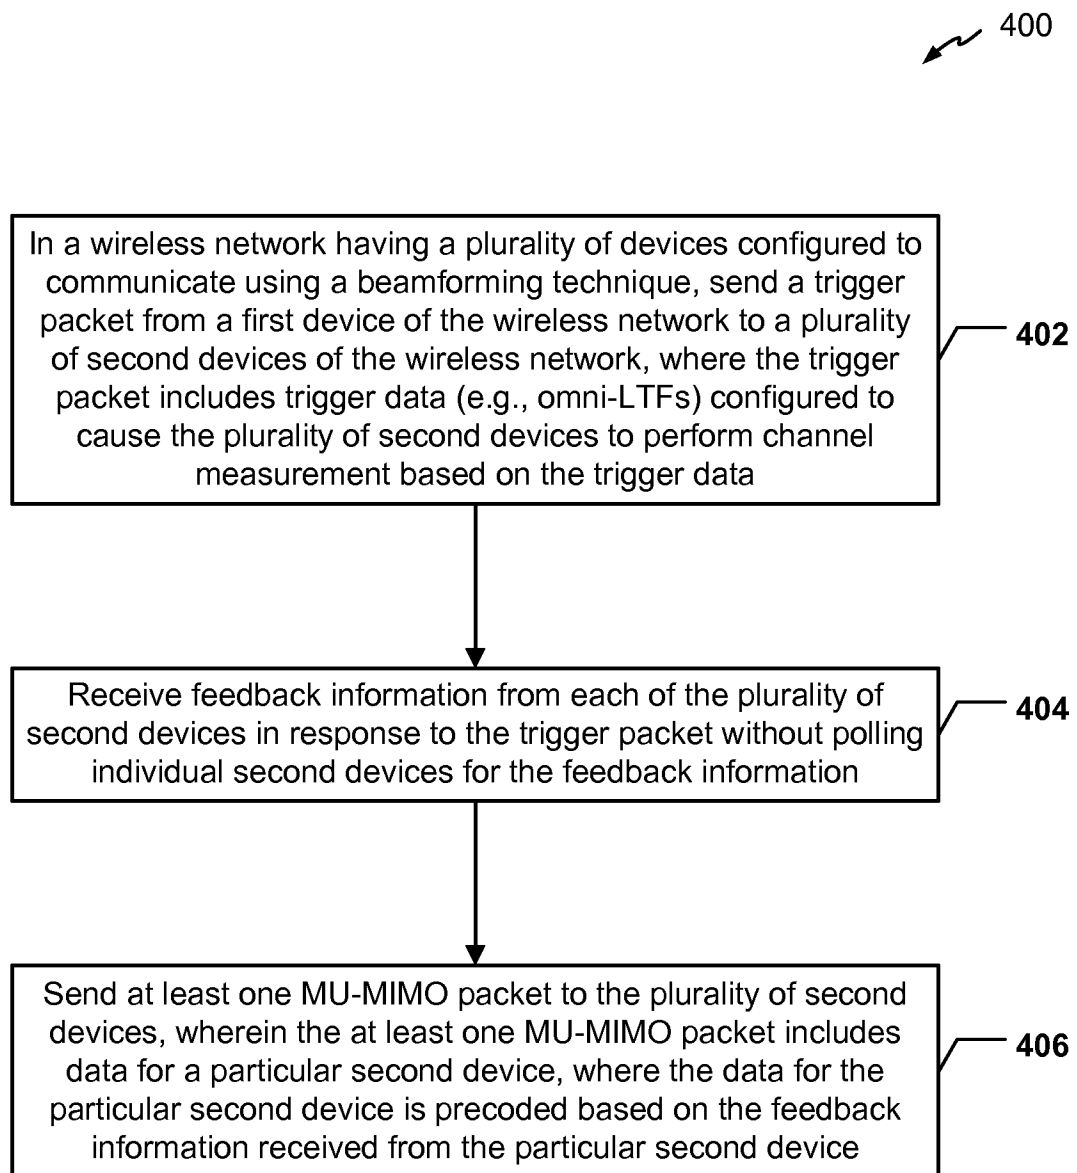 400
In a wireless network having a plurality of devices configured to
communicate using a beamforming technique, send a trigger
packet from a first device of the wireless network to a plurality
of second devices of the wireless network, where the trigger
packet includes trigger data (e.g., omni-LTFs) configured to
cause the plurality of second devices to perform channel
measurement based on the trigger data
402
Receive feedback information from each of the plurality of
second devices in response to the trigger packet without polling
individual second devices for the feedback information
404
Send at least one MU-MIMO packet to the plurality of second
devices, wherein the at least one MU-MIMO packet includes
data for a particular second device, where the data for the
particular second device is precoded based on the feedback
information received from the particular second device
406